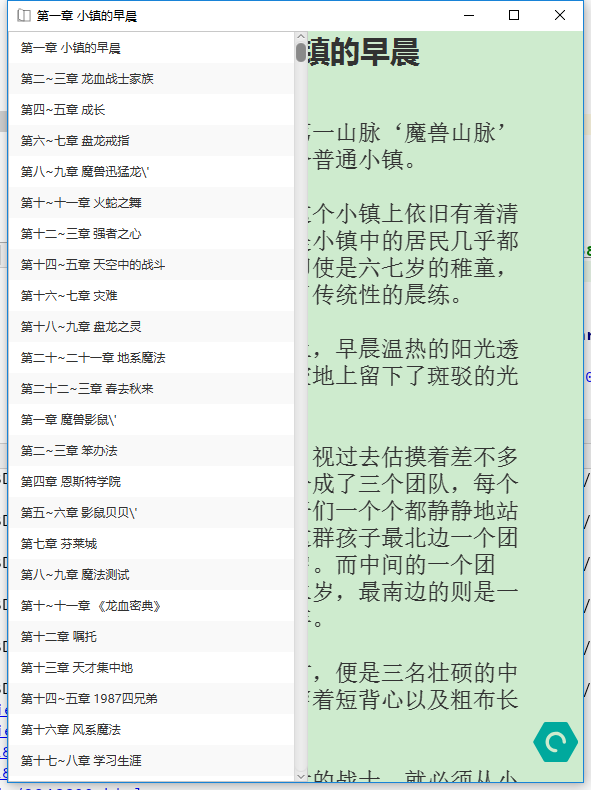 第一章 小镇的早晨
第一章 小镇的早晨
第二~三章 龙血战士家族
第四~五章 成长
第六~七章 盘龙戒指
第八~九章 魔兽迅猛龙\'
第十~十一章 火蛇之舞
第十二~三章 强者之心
第十四~五章 天空中的战斗
第十六~七章 灾难
第十八~九章 盘龙之灵
第二十~二十一章 地系魔法
第二十二~三章 春去秋来
第一章 魔兽影鼠\'
第二~三章 笨办法
第四章 恩斯特学院
第五~六章 影鼠贝贝\'
第七章 芬莱城
第八~九章 魔法测试
第十~十一章 《龙血密典》
第十二章 嘱托
第十三章 天才集中地
第十四~五章 1987四兄弟
第十六章 风系魔法
第十七~八章 学习生涯
镇的早晨
一山脉‘魔兽山脉’
普通小镇。
个小镇上依旧有着清
小镇中的居民几乎都
使是六七岁的稚童，
传统性的晨练。
，早晨温热的阳光透
地上留下了斑驳的光
视过去估摸着差不多
成了三个团队，每个
们一个个都静静地站
群孩子最北边一个团
。而中间的一个团
岁，最南边的则是一
。
，便是三名壮硕的中
着短背心以及粗布长
的战士，就必须从小